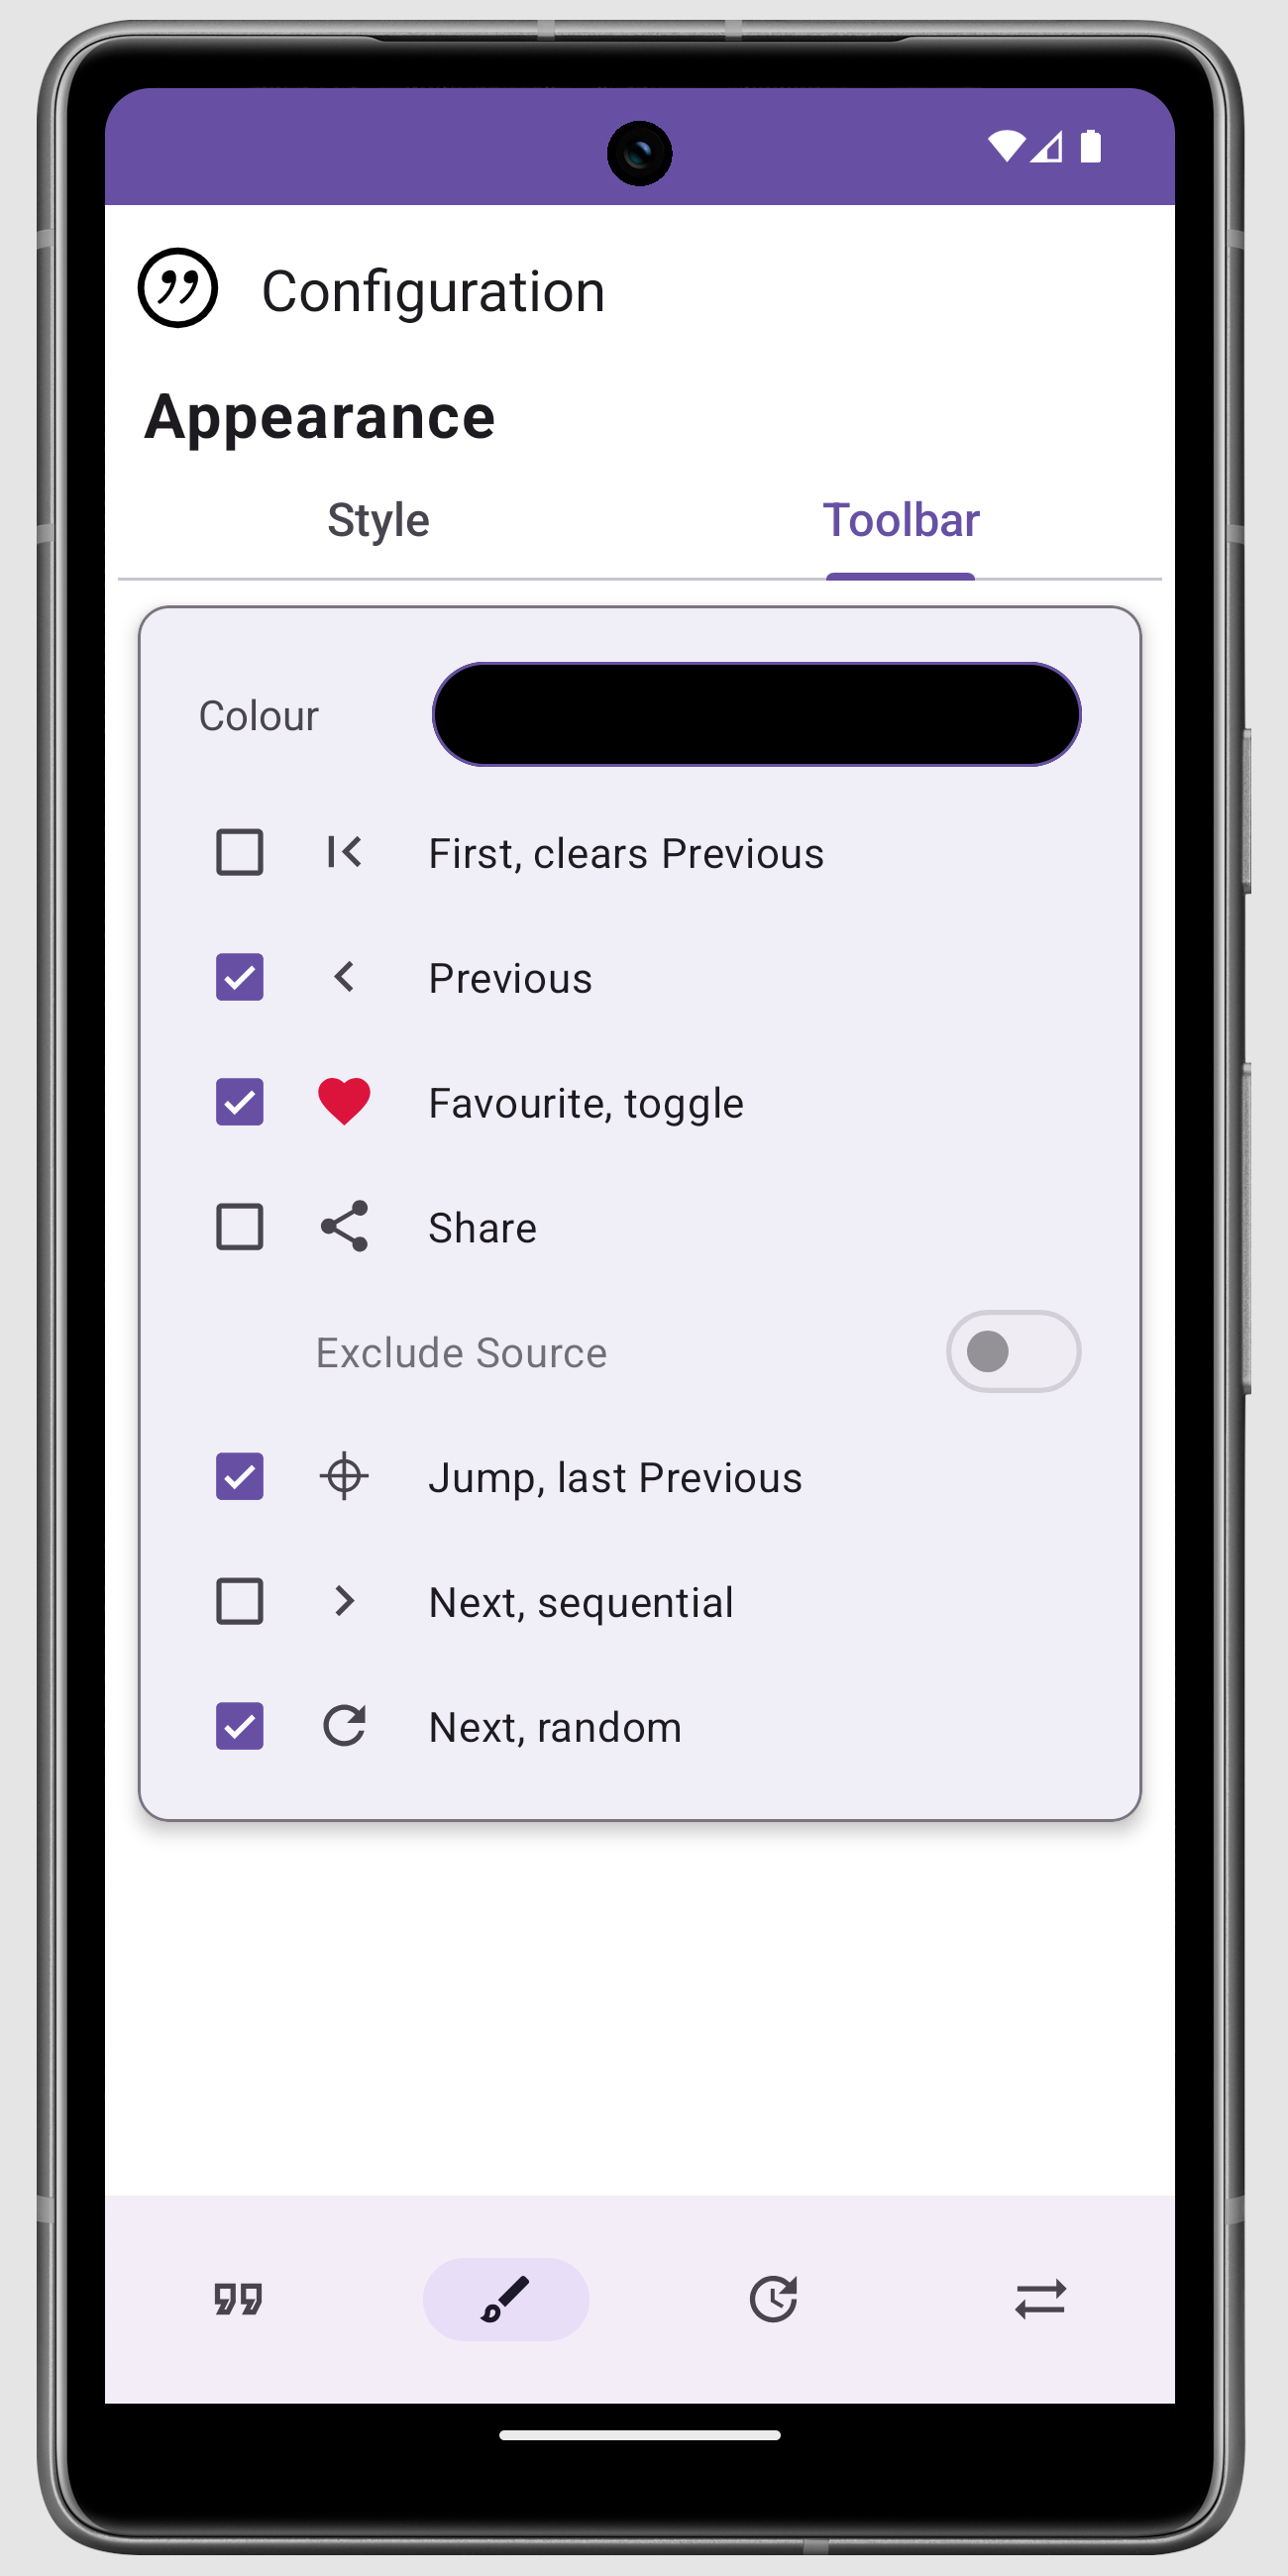 Configuration
Appearance
Style
Toolbar
Colour
First, clears Previous
Previous
Favourite, toggle
Share
Exclude Source
Jump, last Previous
Next, sequential
Next, random